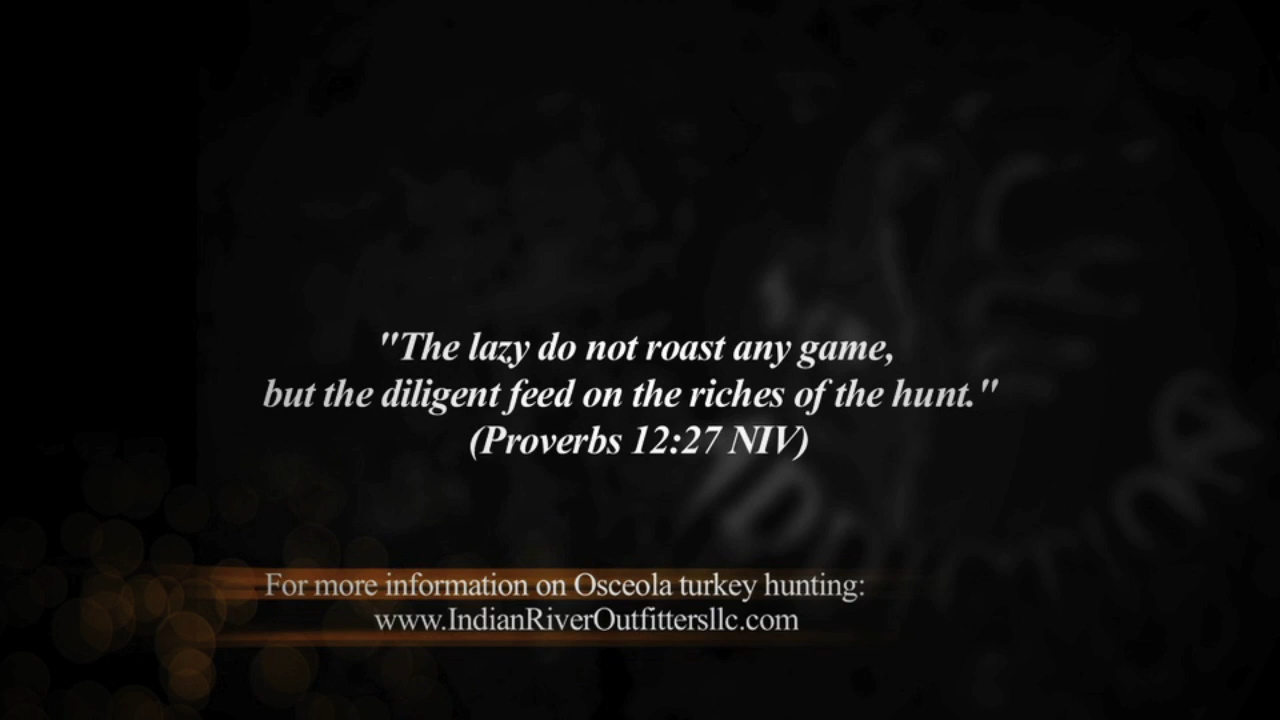 "The lazy do not roast any game,
but the diligent feed on the riches of the hunt."
(Proverbs 12:27 NIV)
For more information on Osceola turkey hunting:
www.IndianRiverOutfittersllc.com